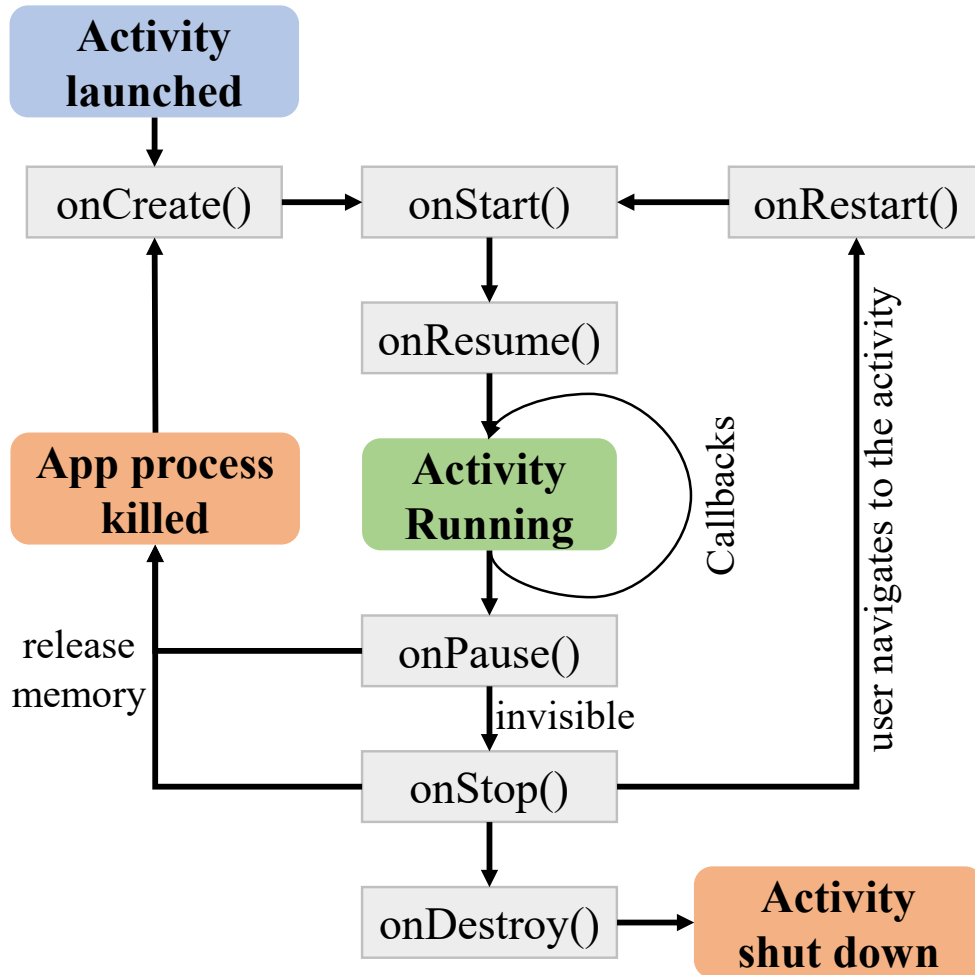 Activity
launched
onCreate()
onStart()
onRestart()
onResume()
user navigates to the activity
App process
killed
Activity
Running
Callbacks
release
memory
onPause()
invisible
onStop()
onDestroy()
Activity
shut down